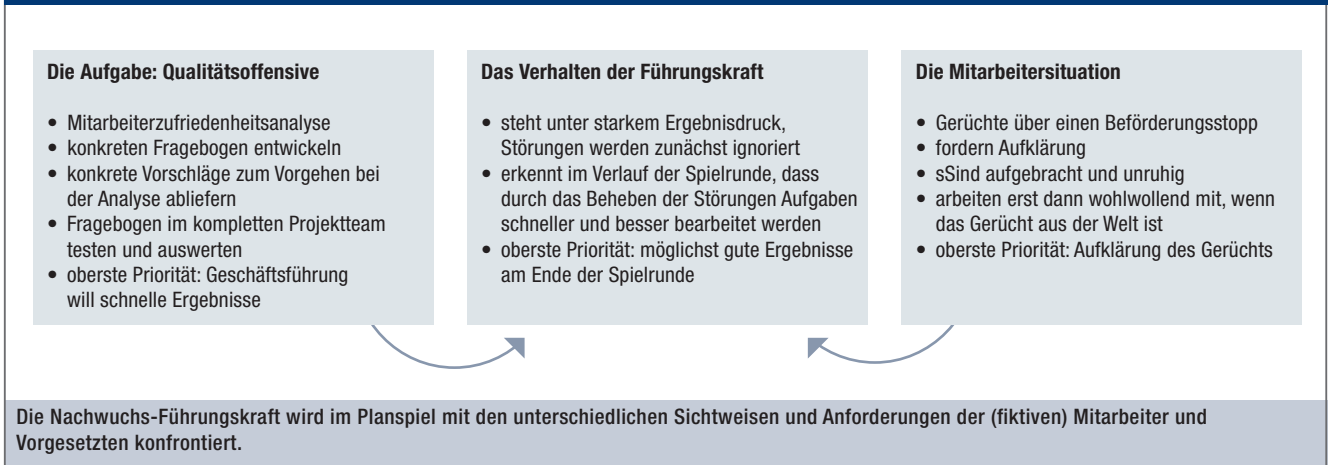 Die Aufgabe: Qualitätsoffensive
• Mitarbeiterzufriedenheitsanalyse
• konkreten Fragebogen entwickeln
• konkrete Vorschläge zum Vorgehen bei
der Analyse abliefern
• Fragebogen im kompletten Projektteam
testen und auswerten
• oberste Priorität: Geschäftsführung
will schnelle Ergebnisse
Das Verhalten der Führungskraft
• steht unter starkem Ergebnisdruck,
Störungen werden zunächst ignoriert
• erkennt im Verlauf der Spielrunde, dass
durch das Beheben der Störungen Aufgaben
schneller und besser bearbeitet werden
• oberste Priorität: möglichst gute Ergebnisse
am Ende der Spielrunde
Die Mitarbeitersituation
• Gerüchte über einen Beförderungsstopp
• fordern Aufklärung
• sSind aufgebracht und unruhig
• arbeiten erst dann wohlwollend mit, wenn
das Gerücht aus der Welt ist
• oberste Priorität: Aufklärung des Gerüchts
Die Nachwuchs-Führungskraft wird im Planspiel mit den unterschiedlichen Sichtweisen und Anforderungen der (fiktiven) Mitarbeiter und
Vorgesetzten konfrontiert.